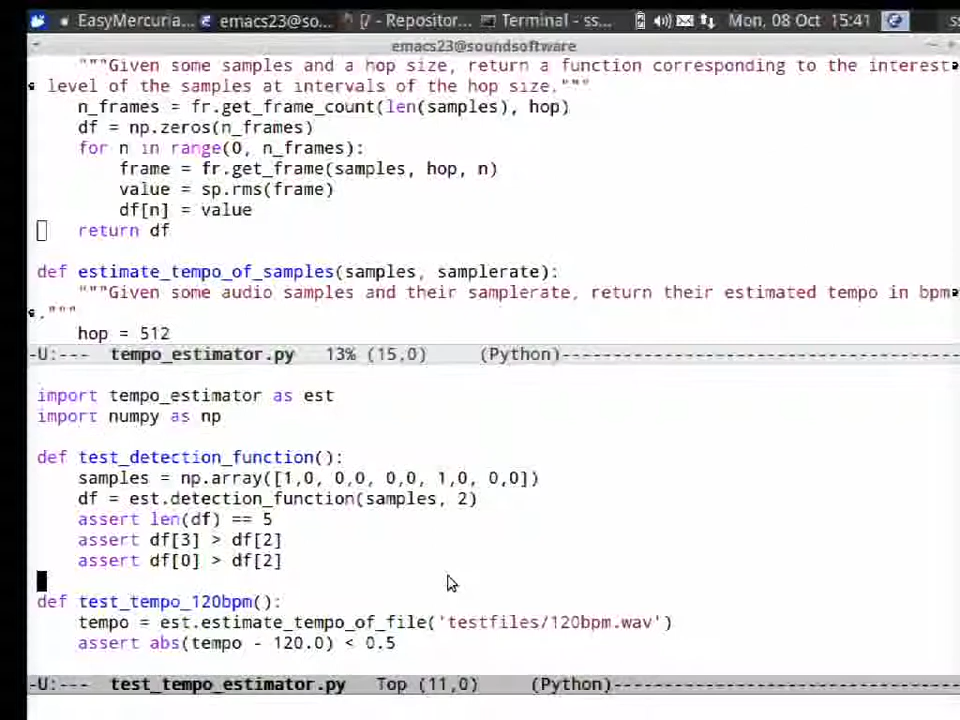 EasyMercuria... emacs23@so... [/ - Repositor... Terminal - ss... Mon, 08 Oct 15:41
emacs23@soundsoftware
"""Given some samples and a hop size, return a function corresponding to the interest
level of the samples at intervals of the hop size."""
n_frames = fr.get_frame_count(len(samples), hop)
df = np.zeros(n_frames)
for n in range(0, n_frames):
frame = fr.get_frame(samples, hop, n)
value = sp.rms(frame)
df[n] = value
return df
def estimate_tempo_of_samples(samples, samplerate):
"""Given some audio samples and their samplerate, return their estimated tempo in bpm
."""
hop = 512
-U:--- tempo_estimator.py 13% (15,0) (Python)--------------------------------------
import tempo_estimator as est
import numpy as np
def test_detection_function():
samples = np.array([1,0, 0,0, 0,0, 1,0, 0,0])
df = est.detection_function(samples, 2)
assert len(df) == 5
assert df[3] > df[2]
assert df[0] > df[2]
def test_tempo_120bpm():
tempo = est.estimate_tempo_of_file('testfiles/120bpm.wav')
assert abs(tempo - 120.0) < 0.5
-U:--- test_tempo_estimator.py Top (11,0) (Python)----------------------------------